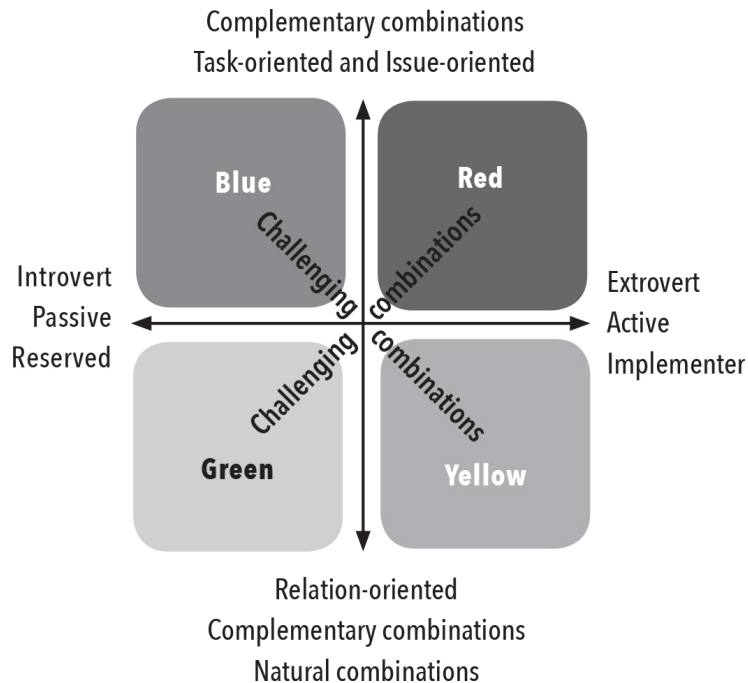 Complementary combinations
Task-oriented and Issue-oriented
Blue
Red
Challenging combinations
Introvert
Passive
Reserved
Extrovert
Active
Implementer
Challenging combinations
Green
Yellow
Relation-oriented
Complementary combinations
Natural combinations